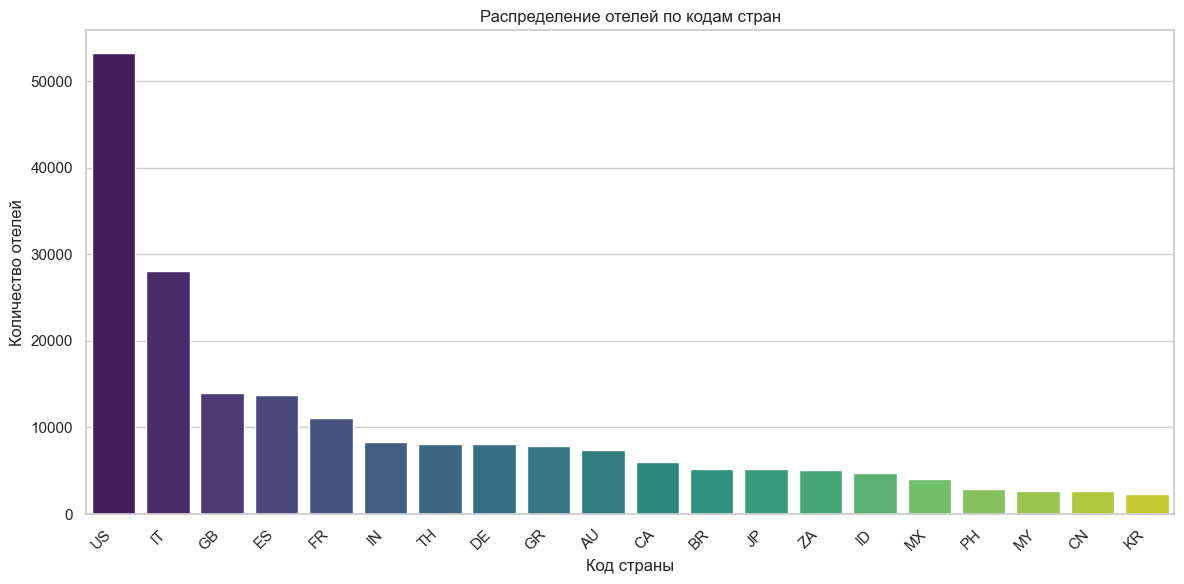 Распределение отелей по кодам стран
Количество отелей
50000
40000
30000
20000
10000
0
US IT GB ES FR IN TH DE GR AU CA BR JP ZA ID MX PH MY CN KR
Код страны